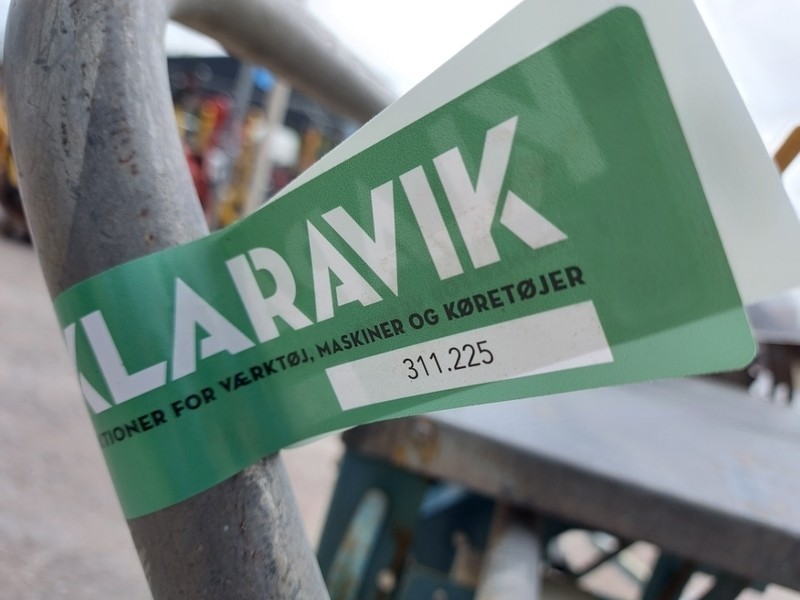 KLARAVIK
TIONER FOR VÆRKTØJ, MASKINER OG KØRETØJER
311.225